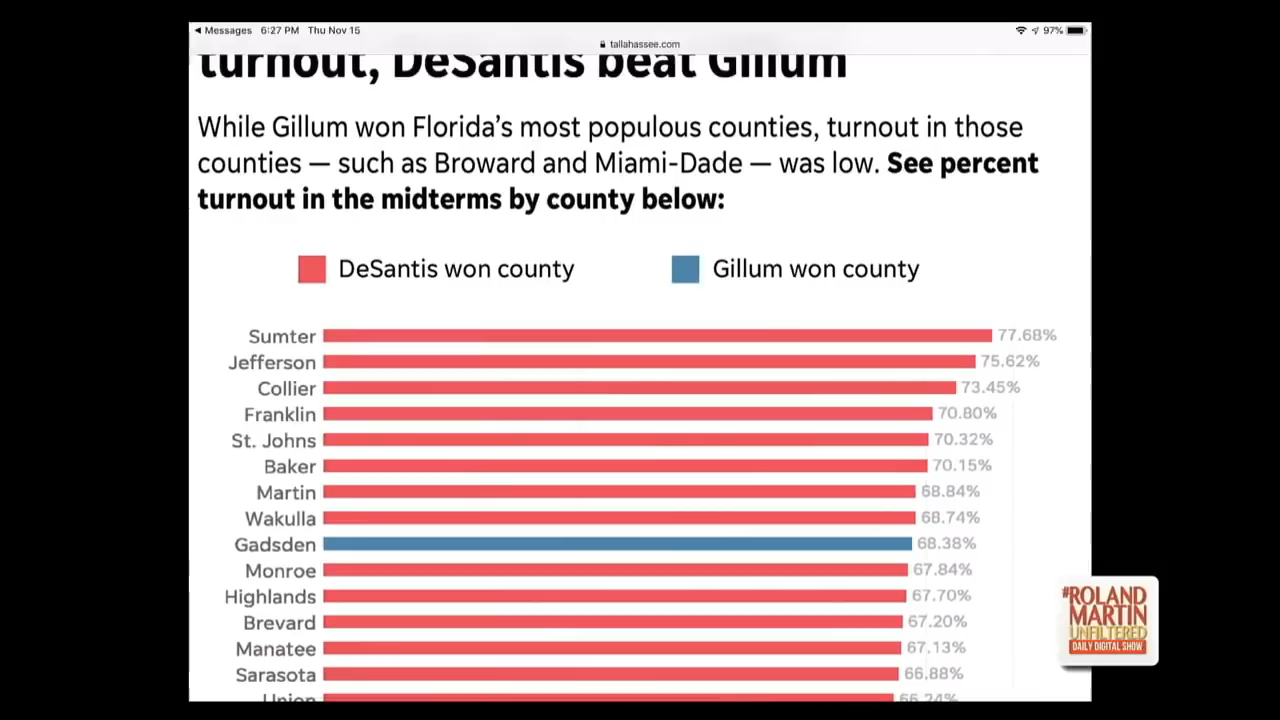 Messages 6:27 PM Thu Nov 15 97%
tallahassee.com
turnout, DeSantis beat Gillum
While Gillum won Florida’s most populous counties, turnout in those
counties — such as Broward and Miami-Dade — was low. See percent
turnout in the midterms by county below:
DeSantis won county Gillum won county
Sumter 77.68%
Jefferson 75.62%
Collier 73.45%
Franklin 70.80%
St. Johns 70.32%
Baker 70.15%
Martin 68.84%
Wakulla 68.74%
Gadsden 68.38%
Monroe 67.84%
Highlands 67.70%
Brevard 67.20%
Manatee 67.13%
Sarasota 66.88%
Union 66.24%
#ROLAND
MARTIN
UNFILTERED
DAILY DIGITAL SHOW